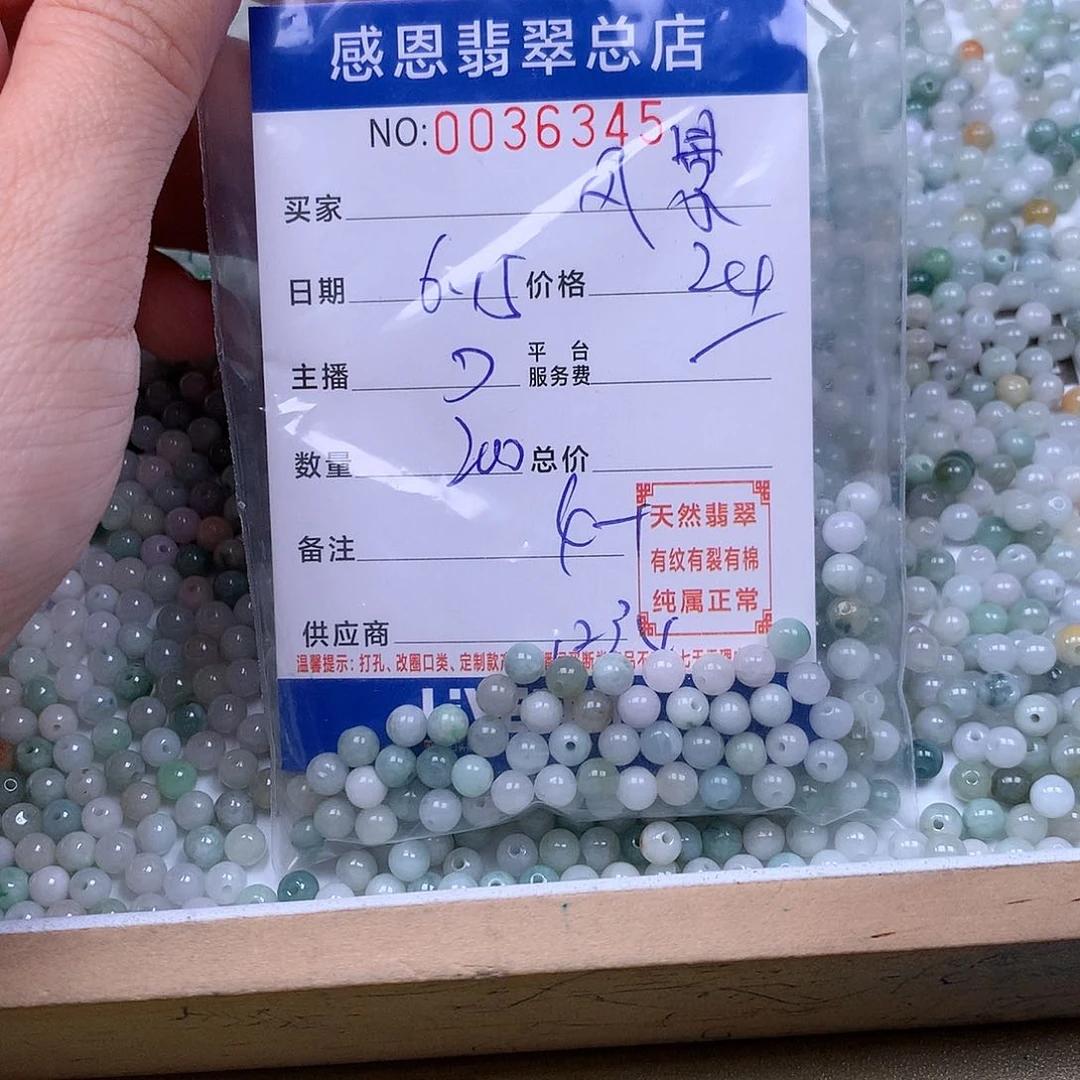 感恩翡翠总店
NO:0036345
买家
日期 6.15 价格 24
主播 平台服务费
数量 200 总价
备注
天然翡翠
有纹有裂有棉
纯属正常
供应商
温馨提示：打孔、改圈口类、定制款